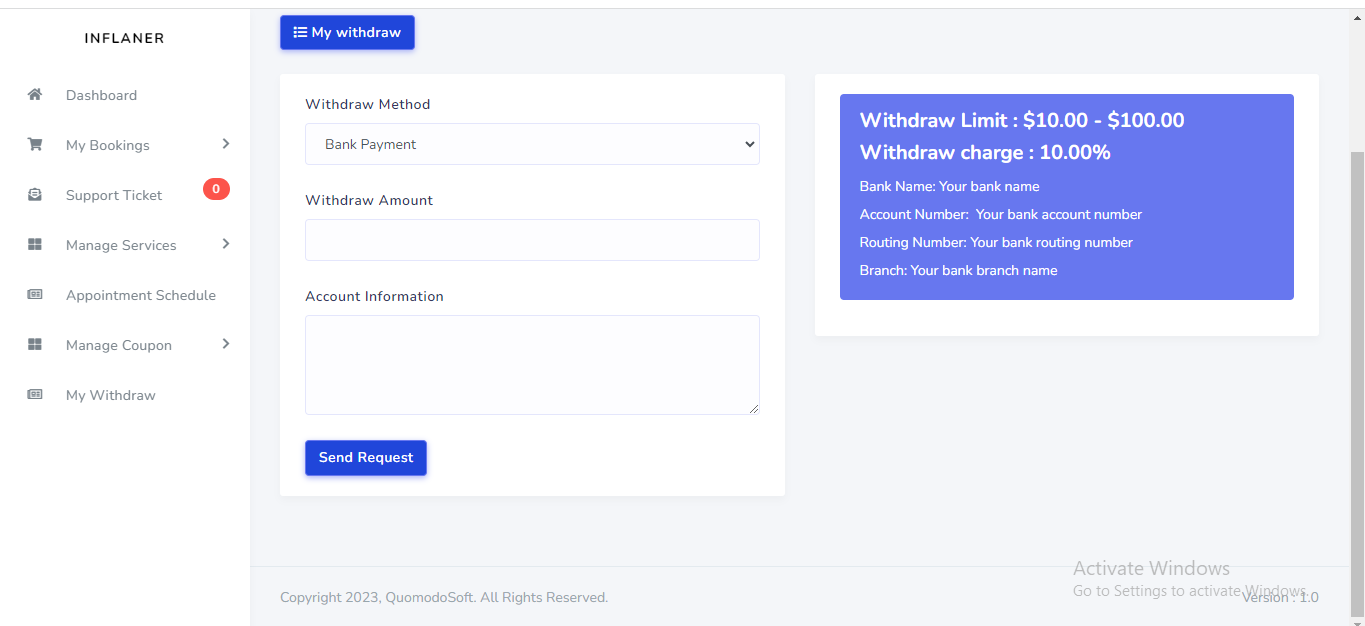 INFLANER
Dashboard
My Bookings
Support Ticket 0
Manage Services
Appointment Schedule
Manage Coupon
My Withdraw
My withdraw
Withdraw Method
Bank Payment
Withdraw Amount
Account Information
Send Request
Withdraw Limit : $10.00 - $100.00
Withdraw charge : 10.00%
Bank Name: Your bank name
Account Number:  Your bank account number
Routing Number: Your bank routing number
Branch: Your bank branch name
Activate Windows
Go to Settings to activate Windows.
Copyright 2023, QuomodoSoft. All Rights Reserved.
Version : 1.0